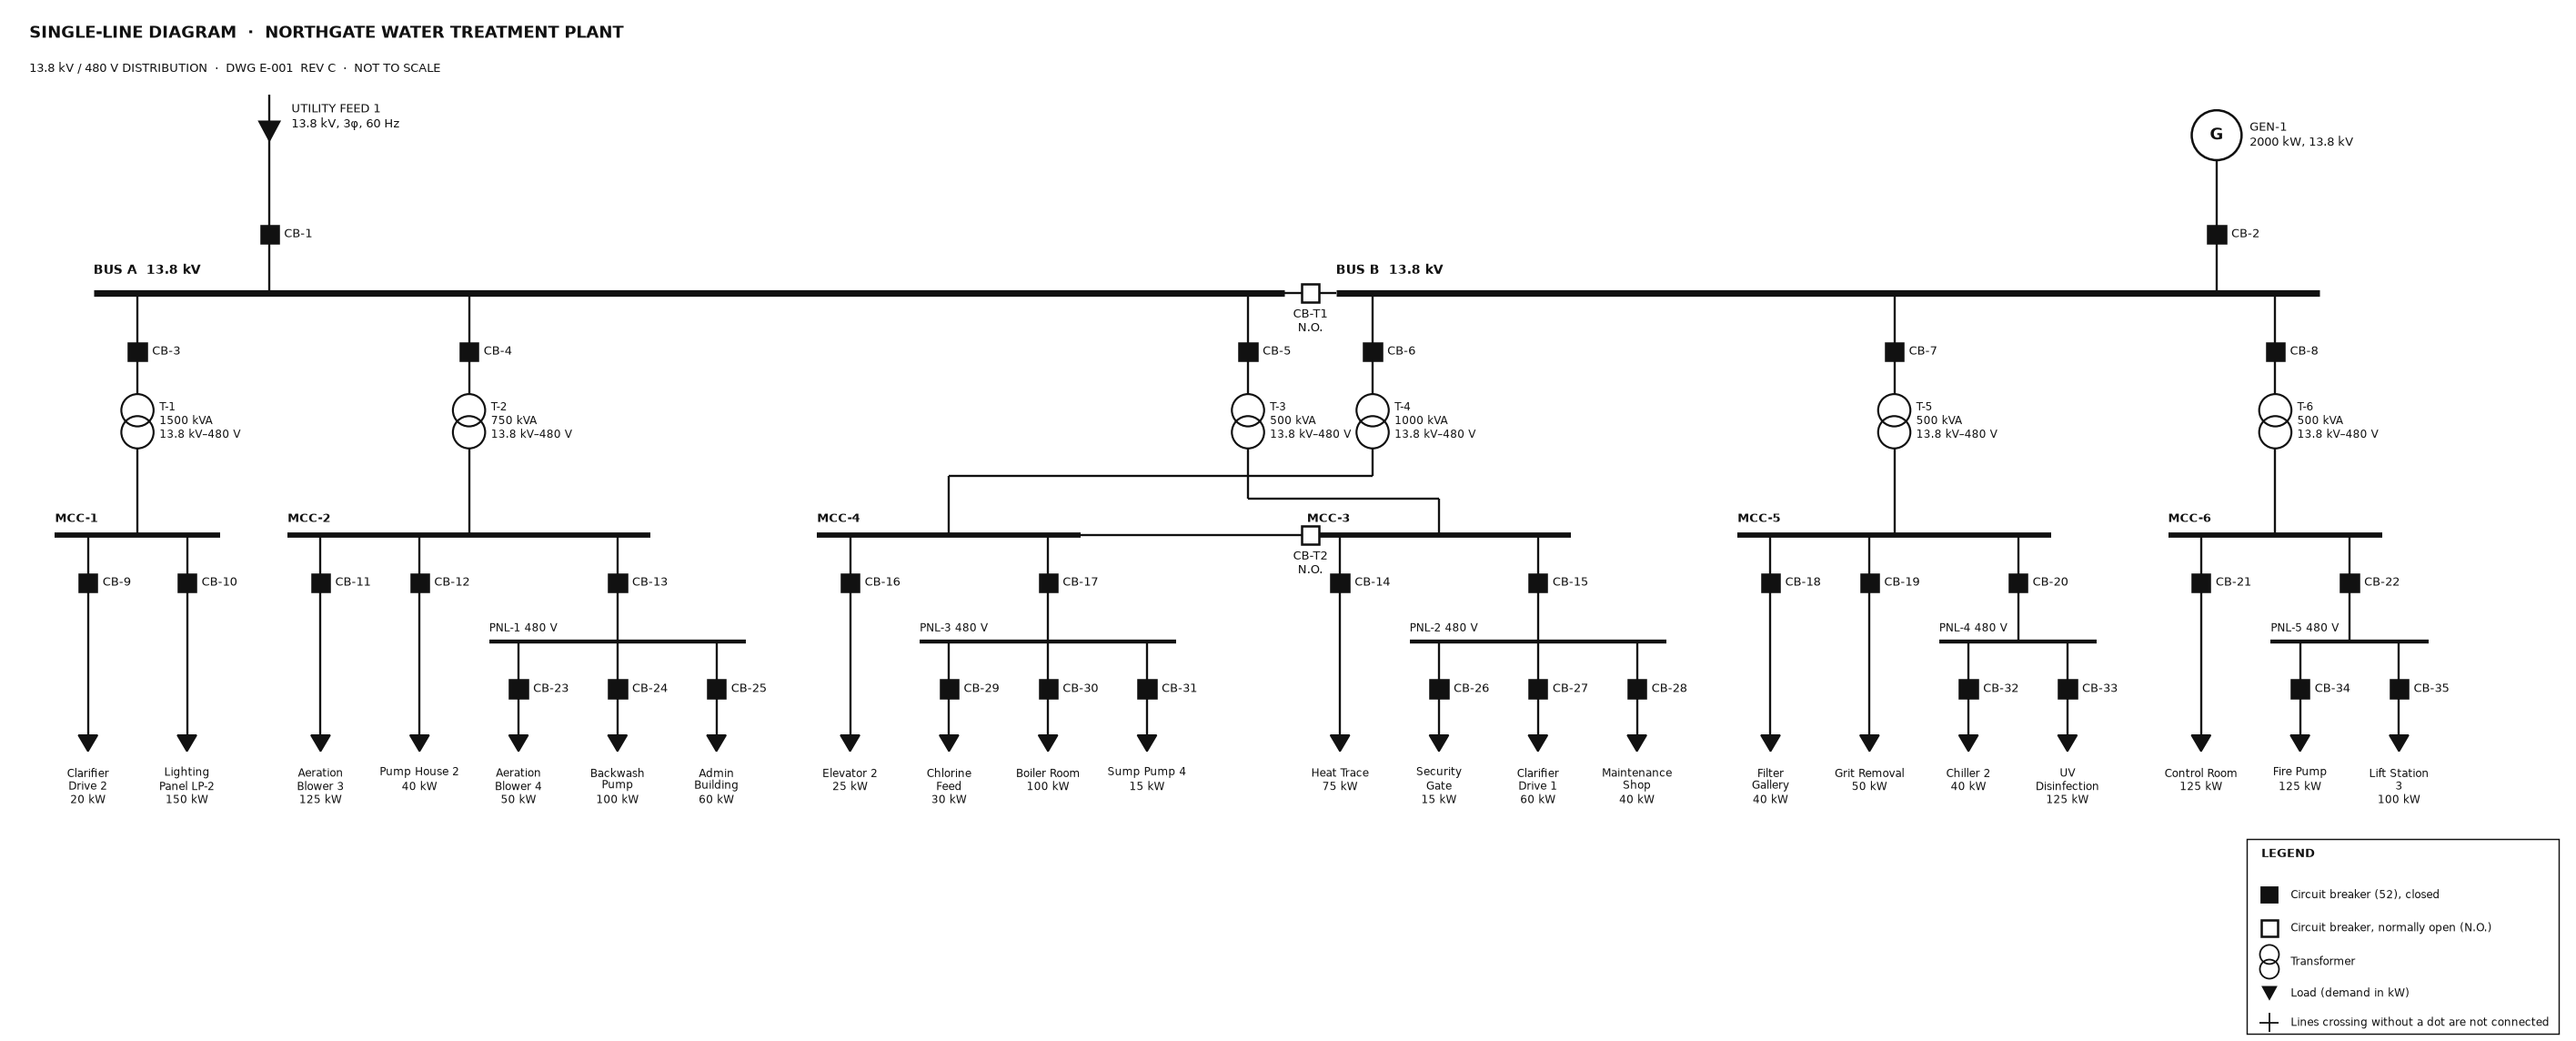 SINGLE-LINE DIAGRAM · NORTHGATE WATER TREATMENT PLANT
13.8 kV / 480 V DISTRIBUTION · DWG E-001 REV C · NOT TO SCALE
UTILITY FEED 1
13.8 kV, 3φ, 60 Hz
G
GEN-1
2000 kW, 13.8 kV
CB-1
CB-2
BUS A 13.8 kV
BUS B 13.8 kV
CB-T1
N.O.
CB-3
CB-4
CB-5
CB-6
CB-7
CB-8
T-1
1500 kVA
13.8 kV–480 V
T-2
750 kVA
13.8 kV–480 V
T-3
500 kVA
13.8 kV–480 V
T-4
1000 kVA
13.8 kV–480 V
T-5
500 kVA
13.8 kV–480 V
T-6
500 kVA
13.8 kV–480 V
MCC-1
MCC-2
MCC-4
MCC-3
MCC-5
MCC-6
CB-T2
N.O.
CB-9
CB-10
CB-11
CB-12
CB-13
CB-16
CB-17
CB-14
CB-15
CB-18
CB-19
CB-20
CB-21
CB-22
PNL-1 480 V
PNL-3 480 V
PNL-2 480 V
PNL-4 480 V
PNL-5 480 V
CB-23
CB-24
CB-25
CB-29
CB-30
CB-31
CB-26
CB-27
CB-28
CB-32
CB-33
CB-34
CB-35
Clarifier
Drive 2
20 kW
Lighting
Panel LP-2
150 kW
Aeration
Blower 3
125 kW
Pump House 2
40 kW
Aeration
Blower 4
50 kW
Backwash
Pump
100 kW
Admin
Building
60 kW
Elevator 2
25 kW
Chlorine
Feed
30 kW
Boiler Room
100 kW
Sump Pump 4
15 kW
Heat Trace
75 kW
Security
Gate
15 kW
Clarifier
Drive 1
60 kW
Maintenance
Shop
40 kW
Filter
Gallery
40 kW
Grit Removal
50 kW
Chiller 2
40 kW
UV
Disinfection
125 kW
Control Room
125 kW
Fire Pump
125 kW
Lift Station
3
100 kW
LEGEND
Circuit breaker (52), closed
Circuit breaker, normally open (N.O.)
Transformer
Load (demand in kW)
Lines crossing without a dot are not connected